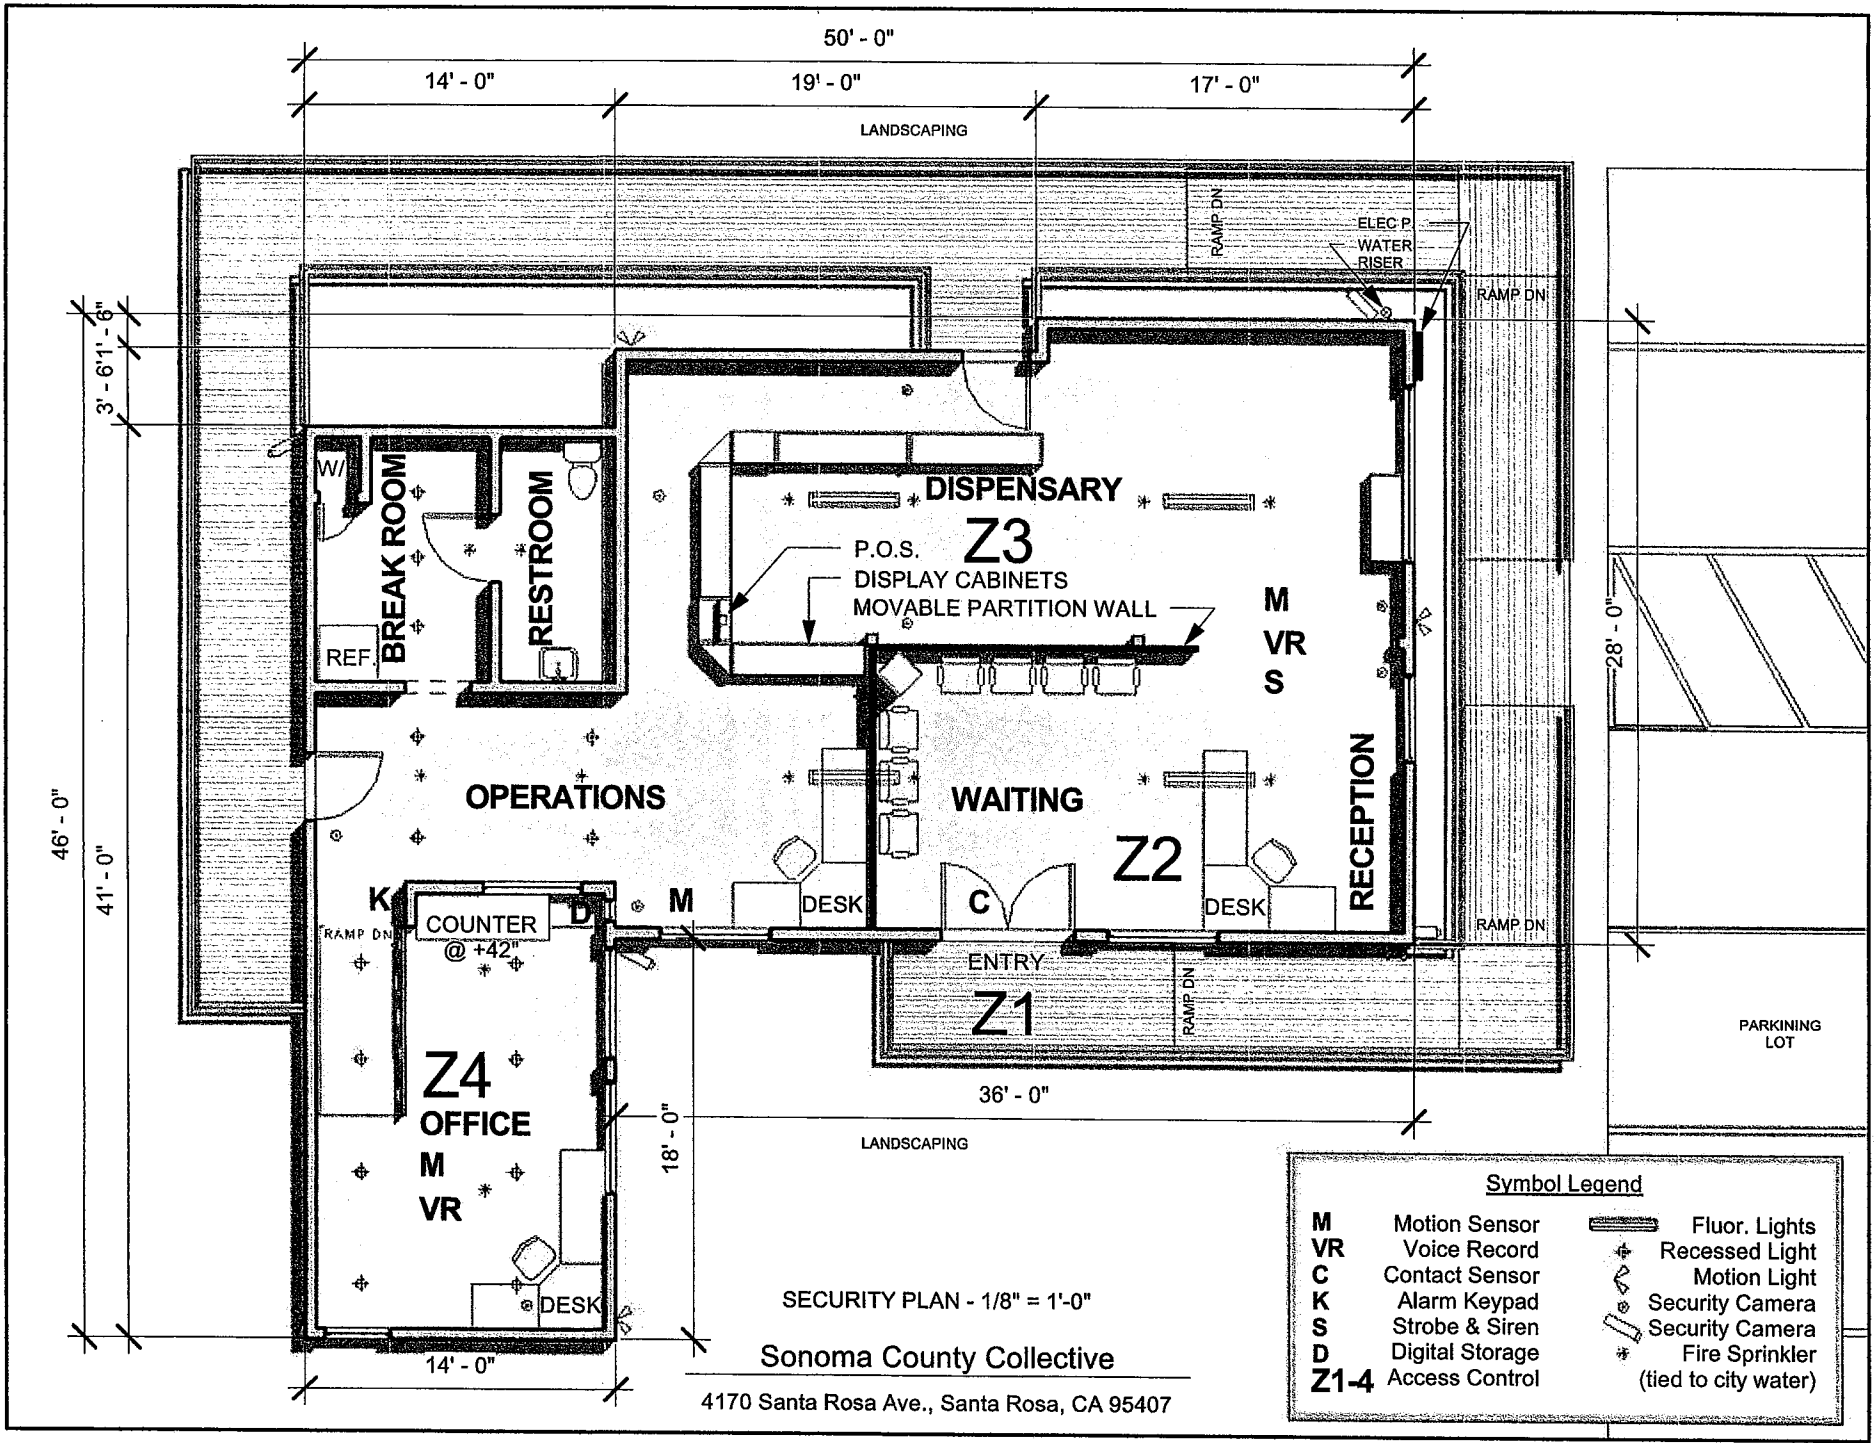 50' - 0"
14' - 0"
19' - 0"
17' - 0"
LANDSCAPING
RAMP DN
ELEC P.
WATER
RISER
RAMP DN
1' - 6"
3' - 6"
W/
BREAK ROOM
RESTROOM
REF.
DISPENSARY
Z3
P.O.S.
DISPLAY CABINETS
MOVABLE PARTITION WALL
M
VR
S
28' - 0"
46' - 0"
41' - 0"
OPERATIONS
WAITING
Z2
RECEPTION
K
COUNTER
@ +42"
D
M
DESK
C
DESK
RAMP DN
RAMP DN
ENTRY
Z1
RAMP DN
PARKINING
LOT
Z4
OFFICE
M
VR
DESK
36' - 0"
18' - 0"
LANDSCAPING
14' - 0"
SECURITY PLAN - 1/8" = 1'-0"
Sonoma County Collective
4170 Santa Rosa Ave., Santa Rosa, CA 95407
Symbol Legend
M Motion Sensor Fluor. Lights
VR Voice Record Recessed Light
C Contact Sensor Motion Light
K Alarm Keypad Security Camera
S Strobe & Siren Security Camera
D Digital Storage Fire Sprinkler
Z1-4 Access Control (tied to city water)